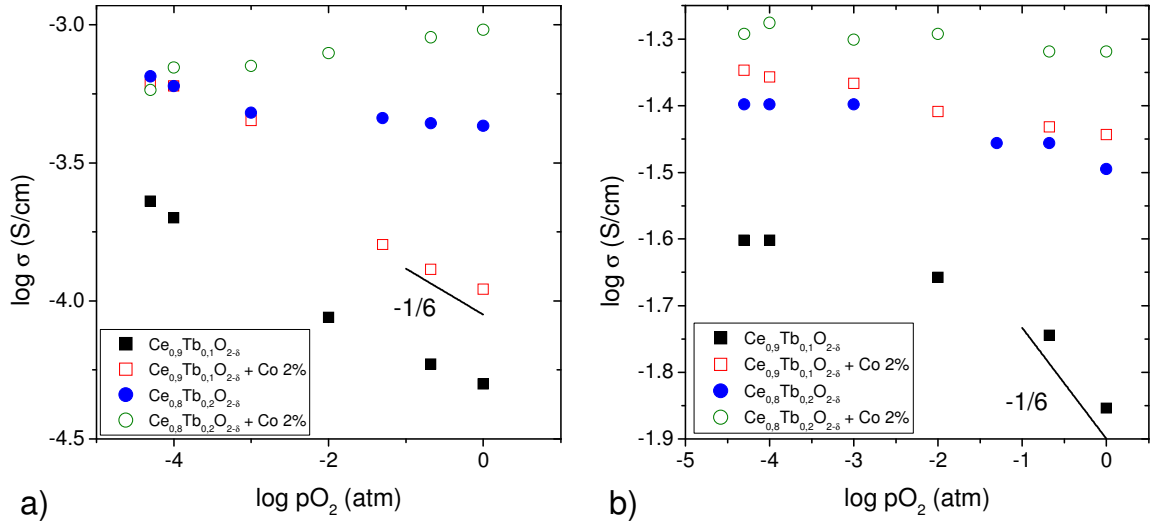 -3.0
-3.5
-4.0
-4.5
log σ (S/cm)
-1/6
Ce0,9Tb0,1O2-δ
Ce0,9Tb0,1O2-δ + Co 2%
Ce0,8Tb0,2O2-δ
Ce0,8Tb0,2O2-δ + Co 2%
-4 -2 0
log pO2 (atm)
a)
-1.3
-1.4
-1.5
-1.6
-1.7
-1.8
-1.9
log σ (S/cm)
-1/6
Ce0,9Tb0,1O2-δ
Ce0,9Tb0,1O2-δ + Co 2%
Ce0,8Tb0,2O2-δ
Ce0,8Tb0,2O2-δ + Co 2%
-5 -4 -3 -2 -1 0
log pO2 (atm)
b)